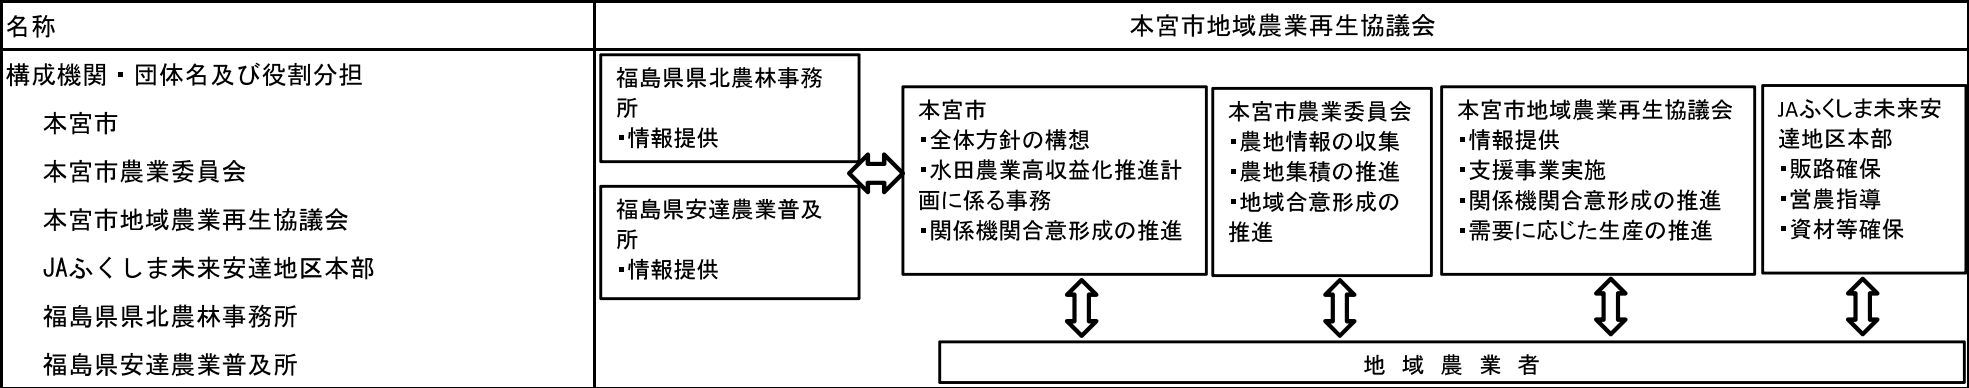 名称
本宮市地域農業再生協議会
構成機関・団体名及び役割分担
本宮市
本宮市農業委員会
本宮市地域農業再生協議会
JAふくしま未来安達地区本部
福島県県北農林事務所
福島県安達農業普及所
福島県県北農林事務
所
・情報提供
福島県安達農業普及
所
・情報提供
本宮市
・全体方針の構想
・水田農業高収益化推進計
画に係る事務
・関係機関合意形成の推進
本宮市農業委員会
・農地情報の収集
・農地集積の推進
・地域合意形成の
推進
本宮市地域農業再生協議会
・情報提供
・支援事業実施
・関係機関合意形成の推進
・需要に応じた生産の推進
JAふくしま未来安
達地区本部
・販路確保
・営農指導
・資材等確保
地　域　農　業　者